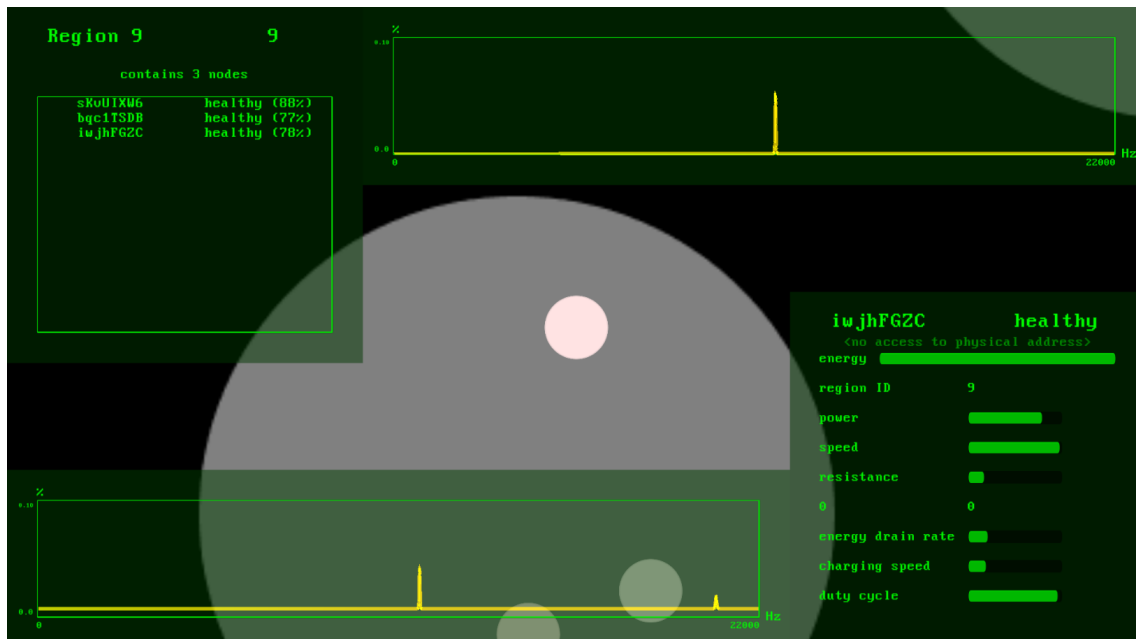 Region 9 9
contains 3 nodes
sKvUlXW6 healthy (88%)
bqc1TSDB healthy (77%)
iwjhFGZC healthy (78%)
%
0.10
0.0
0 22000 Hz
iwjhFGZC healthy
<no access to physical address>
energy
region ID 9
power
speed
resistance
0 0
energy drain rate
charging speed
duty cycle
%
0.10
0.0
0 22000 Hz